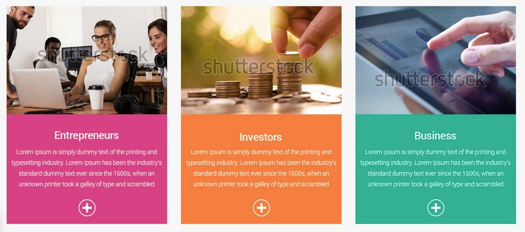 shutterstock
shutterstock
shutterstock
Entrepreneurs
Lorem Ipsum is simply dummy text of the printing and
typesetting industry. Lorem Ipsum has been the industry's
standard dummy text ever since the 1500s, when an
unknown printer took a galley of type and scrambled
Investors
Lorem Ipsum is simply dummy text of the printing and
typesetting industry. Lorem Ipsum has been the industry's
standard dummy text ever since the 1500s, when an
unknown printer took a galley of type and scrambled
Business
Lorem Ipsum is simply dummy text of the printing and
typesetting industry. Lorem Ipsum has been the industry's
standard dummy text ever since the 1500s, when an
unknown printer took a galley of type and scrambled